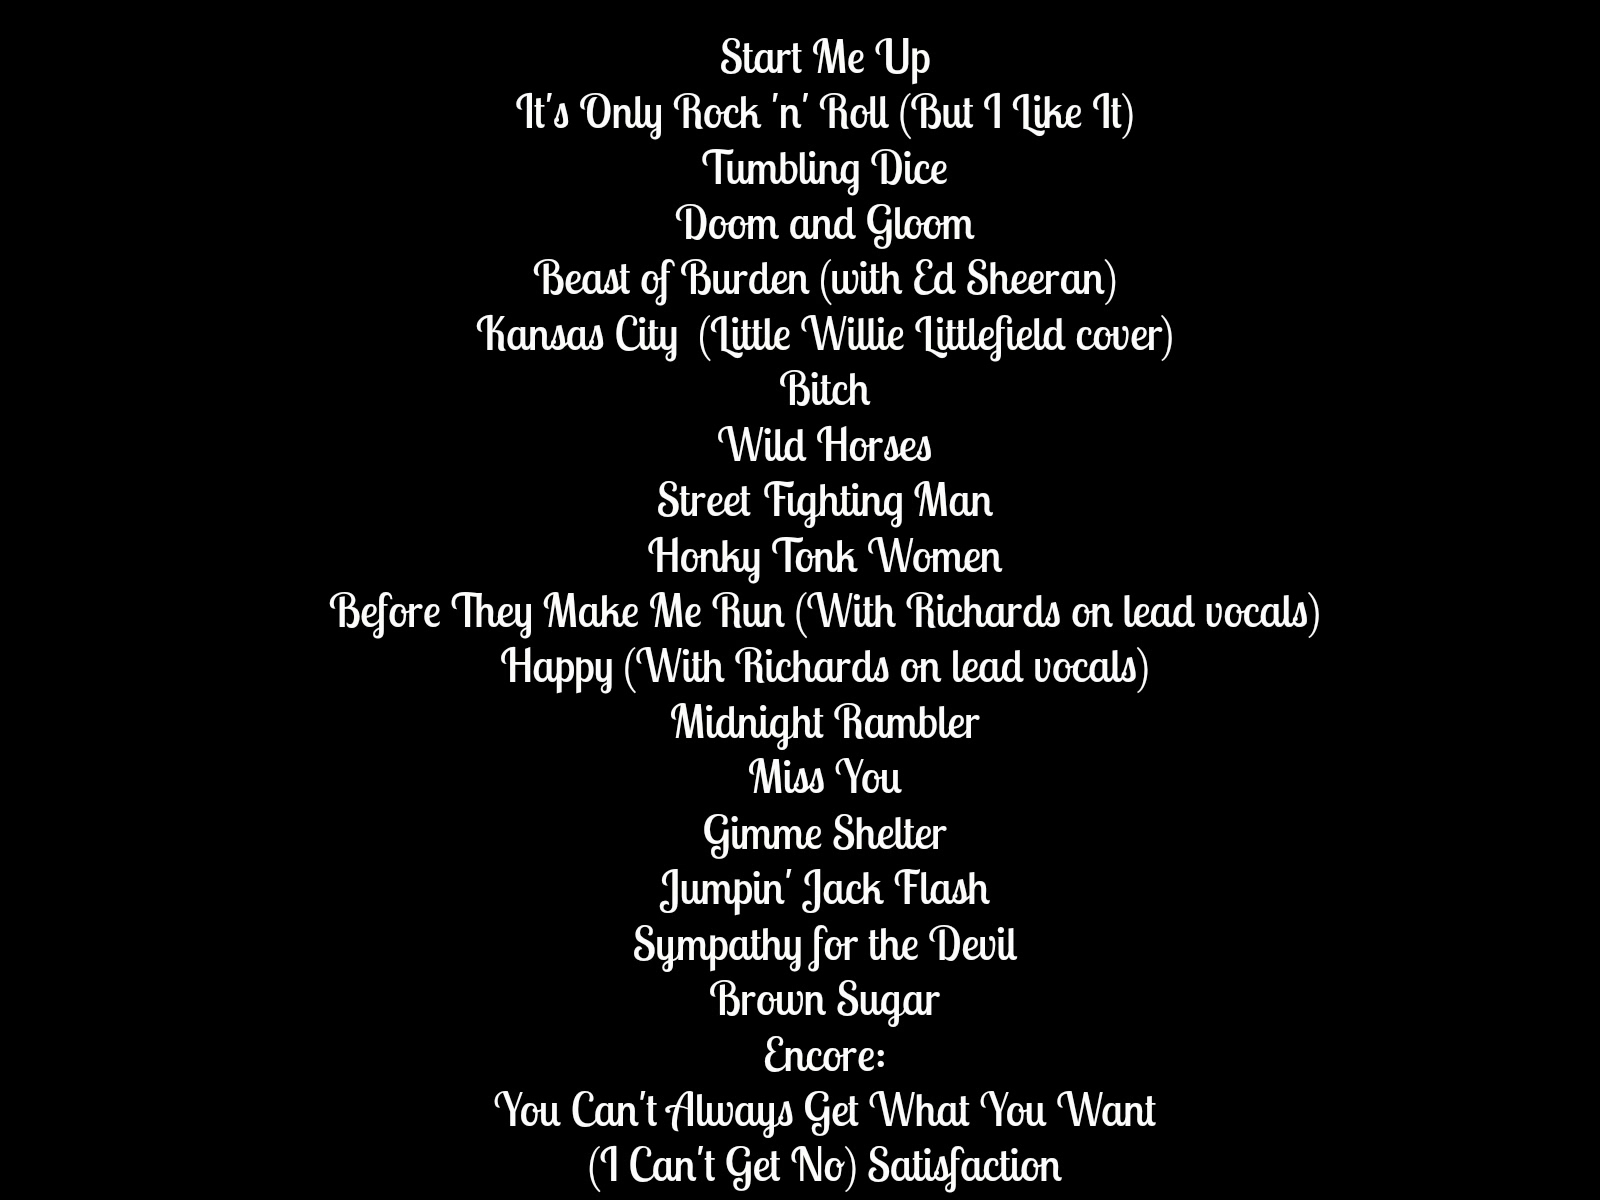 Start Me Up
It's Only Rock 'n' Roll (But I Like It)
Tumbling Dice
Doom and Gloom
Beast of Burden (with Ed Sheeran)
Kansas City (Little Willie Littlefield cover)
Bitch
Wild Horses
Street Fighting Man
Honky Tonk Women
Before They Make Me Run (With Richards on lead vocals)
Happy (With Richards on lead vocals)
Midnight Rambler
Miss You
Gimme Shelter
Jumpin' Jack Flash
Sympathy for the Devil
Brown Sugar
Encore:
You Can't Always Get What You Want
(I Can't Get No) Satisfaction